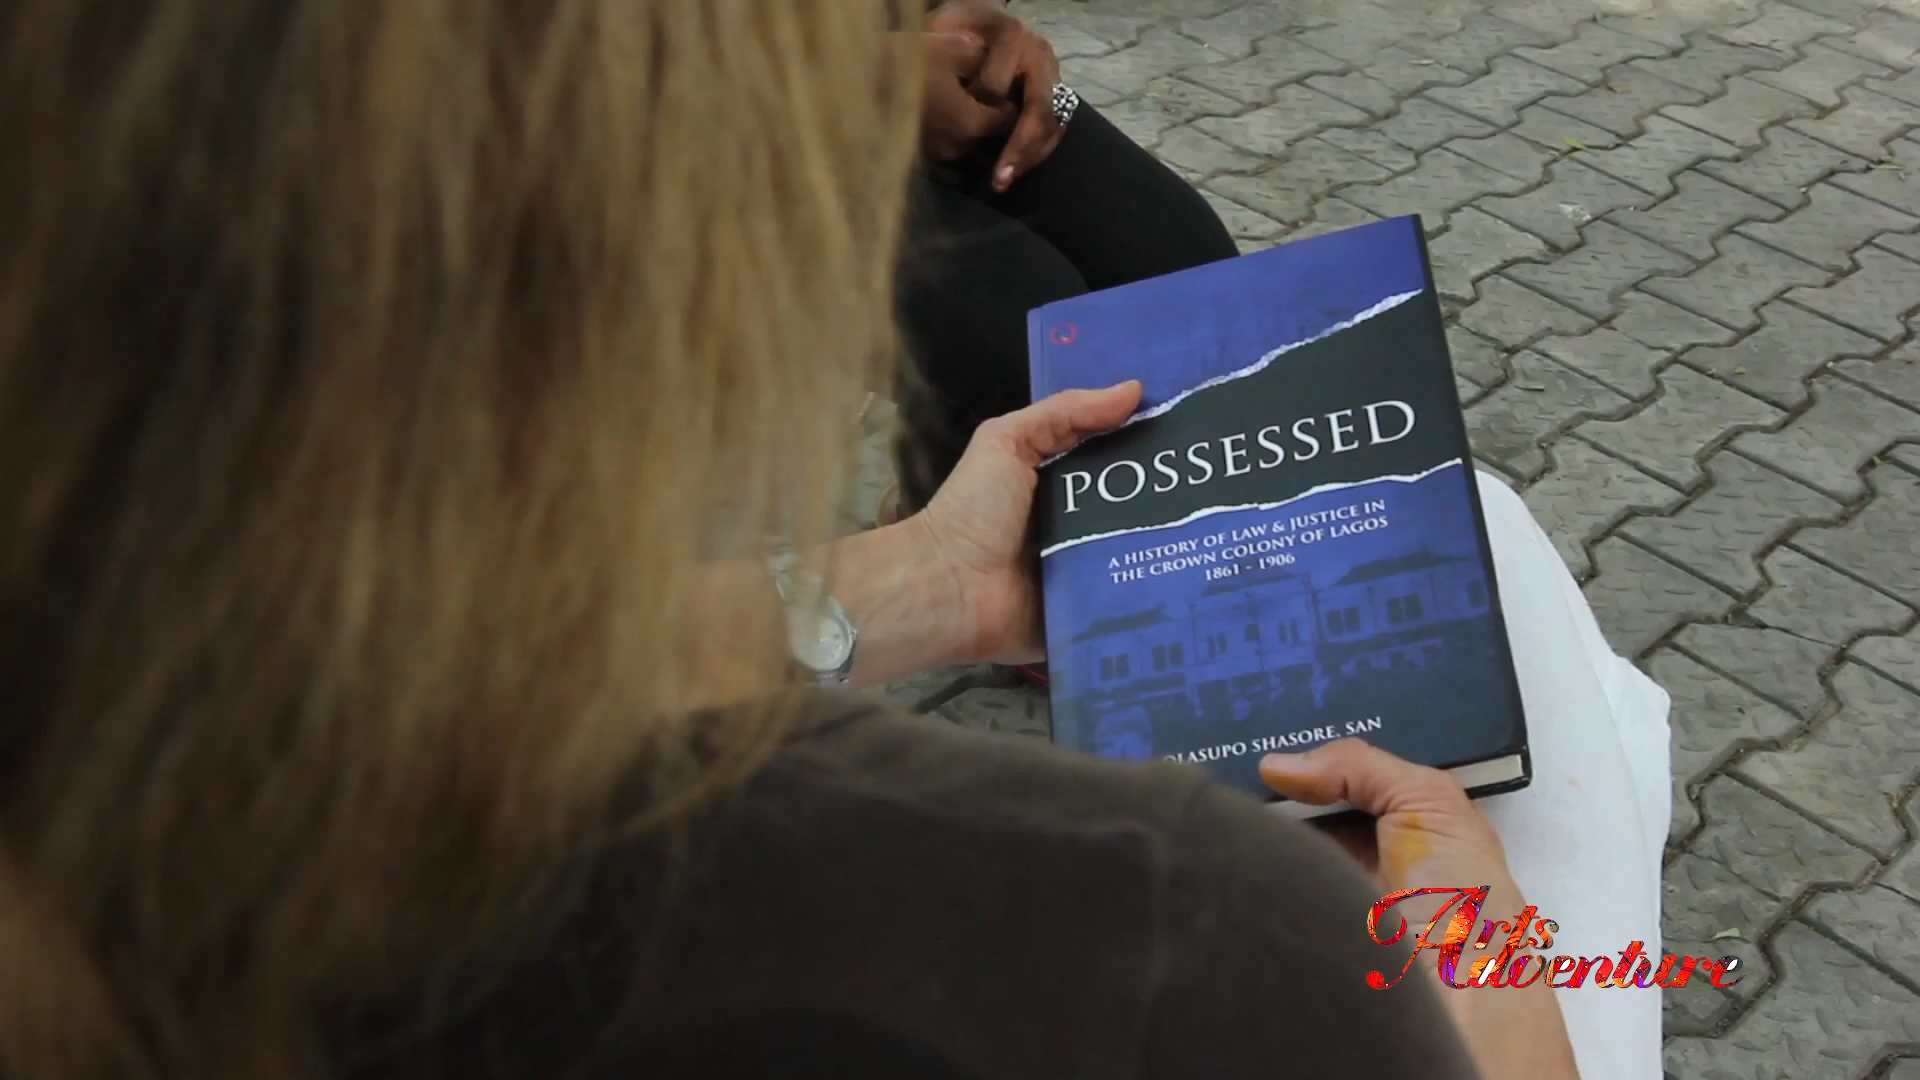 POSSESSED
A HISTORY OF LAW & JUSTICE IN
THE CROWN COLONY OF LAGOS
1861 - 1906
OLASUPO SHASORE, SAN
Arts
Adventure